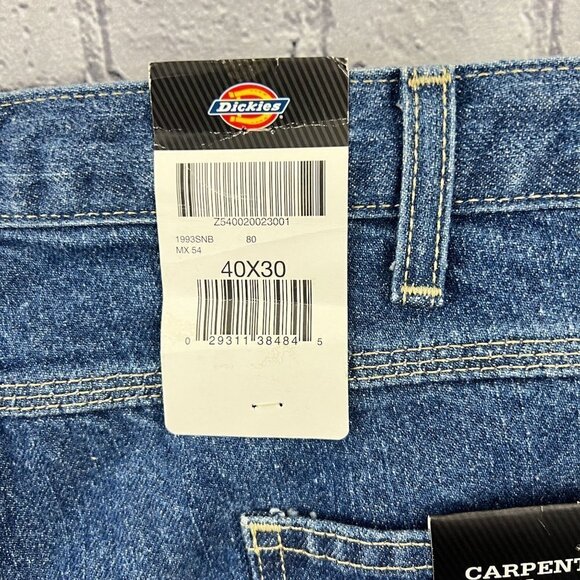 Dickies
Z540020023001
1993SNB 80
MX 54
40X30
0 29311 38484 5
CARPENT